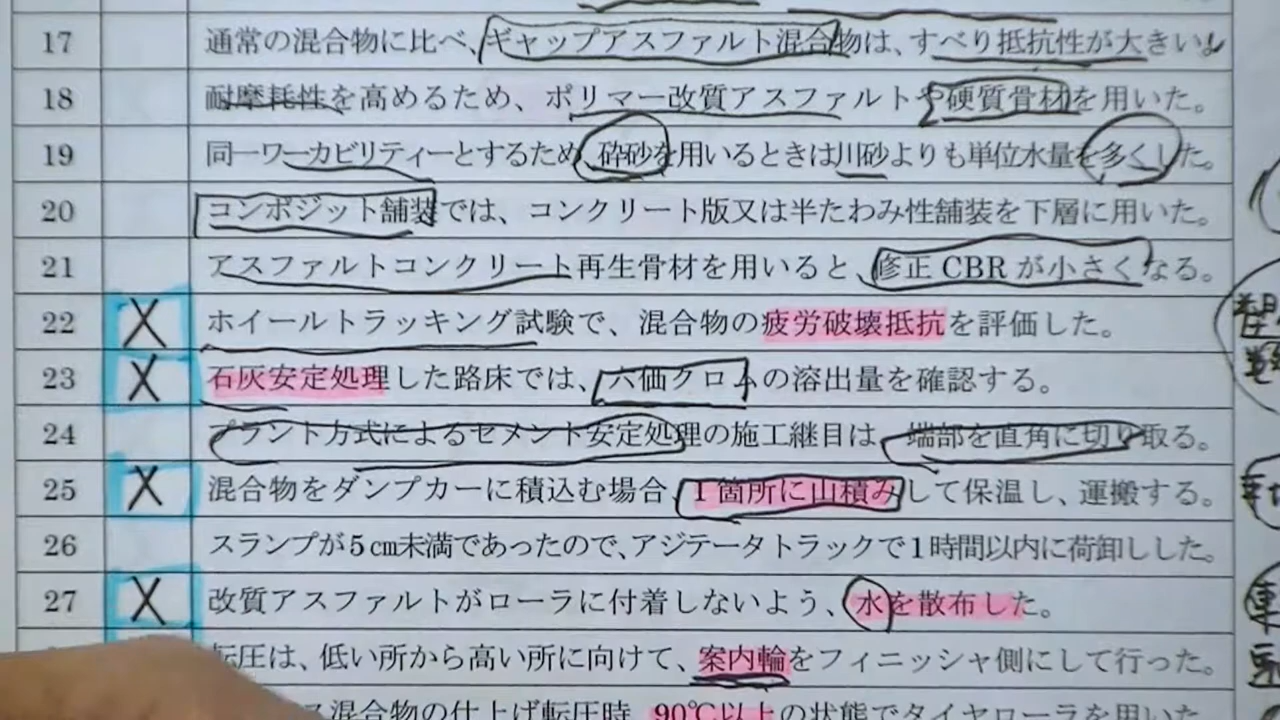 17 通常の混合物に比べ、ギャップアスファルト混合物は、すべり抵抗性が大きい。
18 耐摩耗性を高めるため、ポリマー改質アスファルトや硬質骨材を用いた。
19 同一ワーカビリティーとするため、砕砂を用いるときは川砂よりも単位水量を多くした。
20 コンポジット舗装では、コンクリート版又は半たわみ性舗装を下層に用いた。
21 アスファルトコンクリート再生骨材を用いると、修正CBRが小さくなる。
22 X ホイールトラッキング試験で、混合物の疲労破壊抵抗を評価した。
23 X 石灰安定処理した路床では、六価クロムの溶出量を確認する。
24 プラント方式によるセメント安定処理の施工継目は、端部を直角に切り取る。
25 X 混合物をダンプカーに積込む場合、1箇所に山積みして保温し、運搬する。
26 スランプが5cm未満であったので、アジテータトラックで1時間以内に荷卸しした。
27 X 改質アスファルトがローラに付着しないよう、水を散布した。
転圧は、低い所から高い所に向けて、案内輪をフィニッシャ側にして行った。
ス混合物の仕上げ転圧時、90℃以上の状態でタイヤローラを用いた。